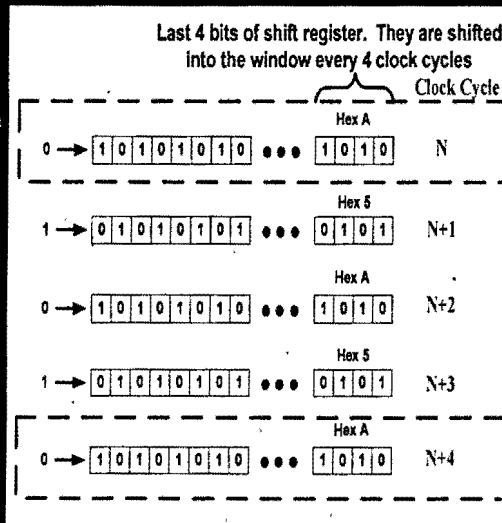 Last 4 bits of shift register. They are shifted
into the window every 4 clock cycles
Clock Cycle
Hex A
0 1 0 1 0 1 0 1 0 1 0 1 0 N
Hex 5
1 0 1 0 1 0 1 0 1 0 1 0 1 N+1
Hex A
0 1 0 1 0 1 0 1 0 1 0 1 0 N+2
Hex 5
1 0 1 0 1 0 1 0 1 0 1 0 1 N+3
Hex A
0 1 0 1 0 1 0 1 0 1 0 1 0 N+4